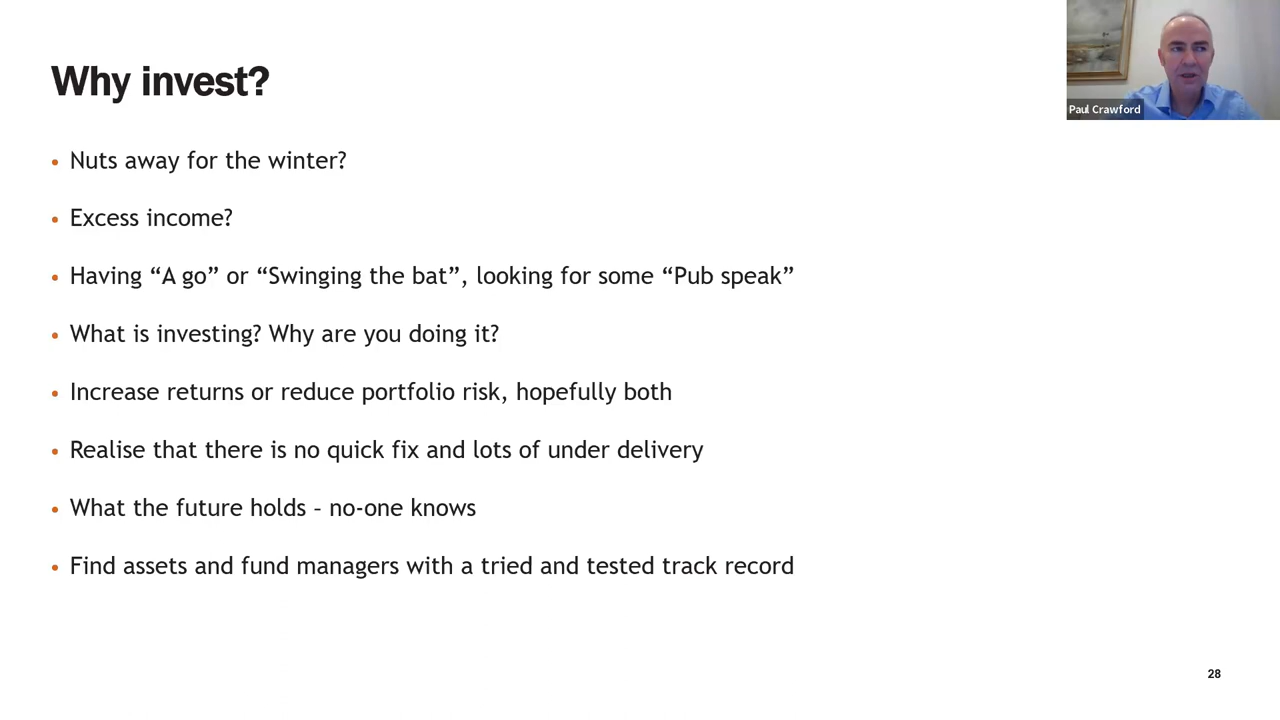 Why invest?
Paul Crawford
• Nuts away for the winter?
• Excess income?
• Having “A go” or “Swinging the bat”, looking for some “Pub speak”
• What is investing? Why are you doing it?
• Increase returns or reduce portfolio risk, hopefully both
• Realise that there is no quick fix and lots of under delivery
• What the future holds – no-one knows
• Find assets and fund managers with a tried and tested track record
28